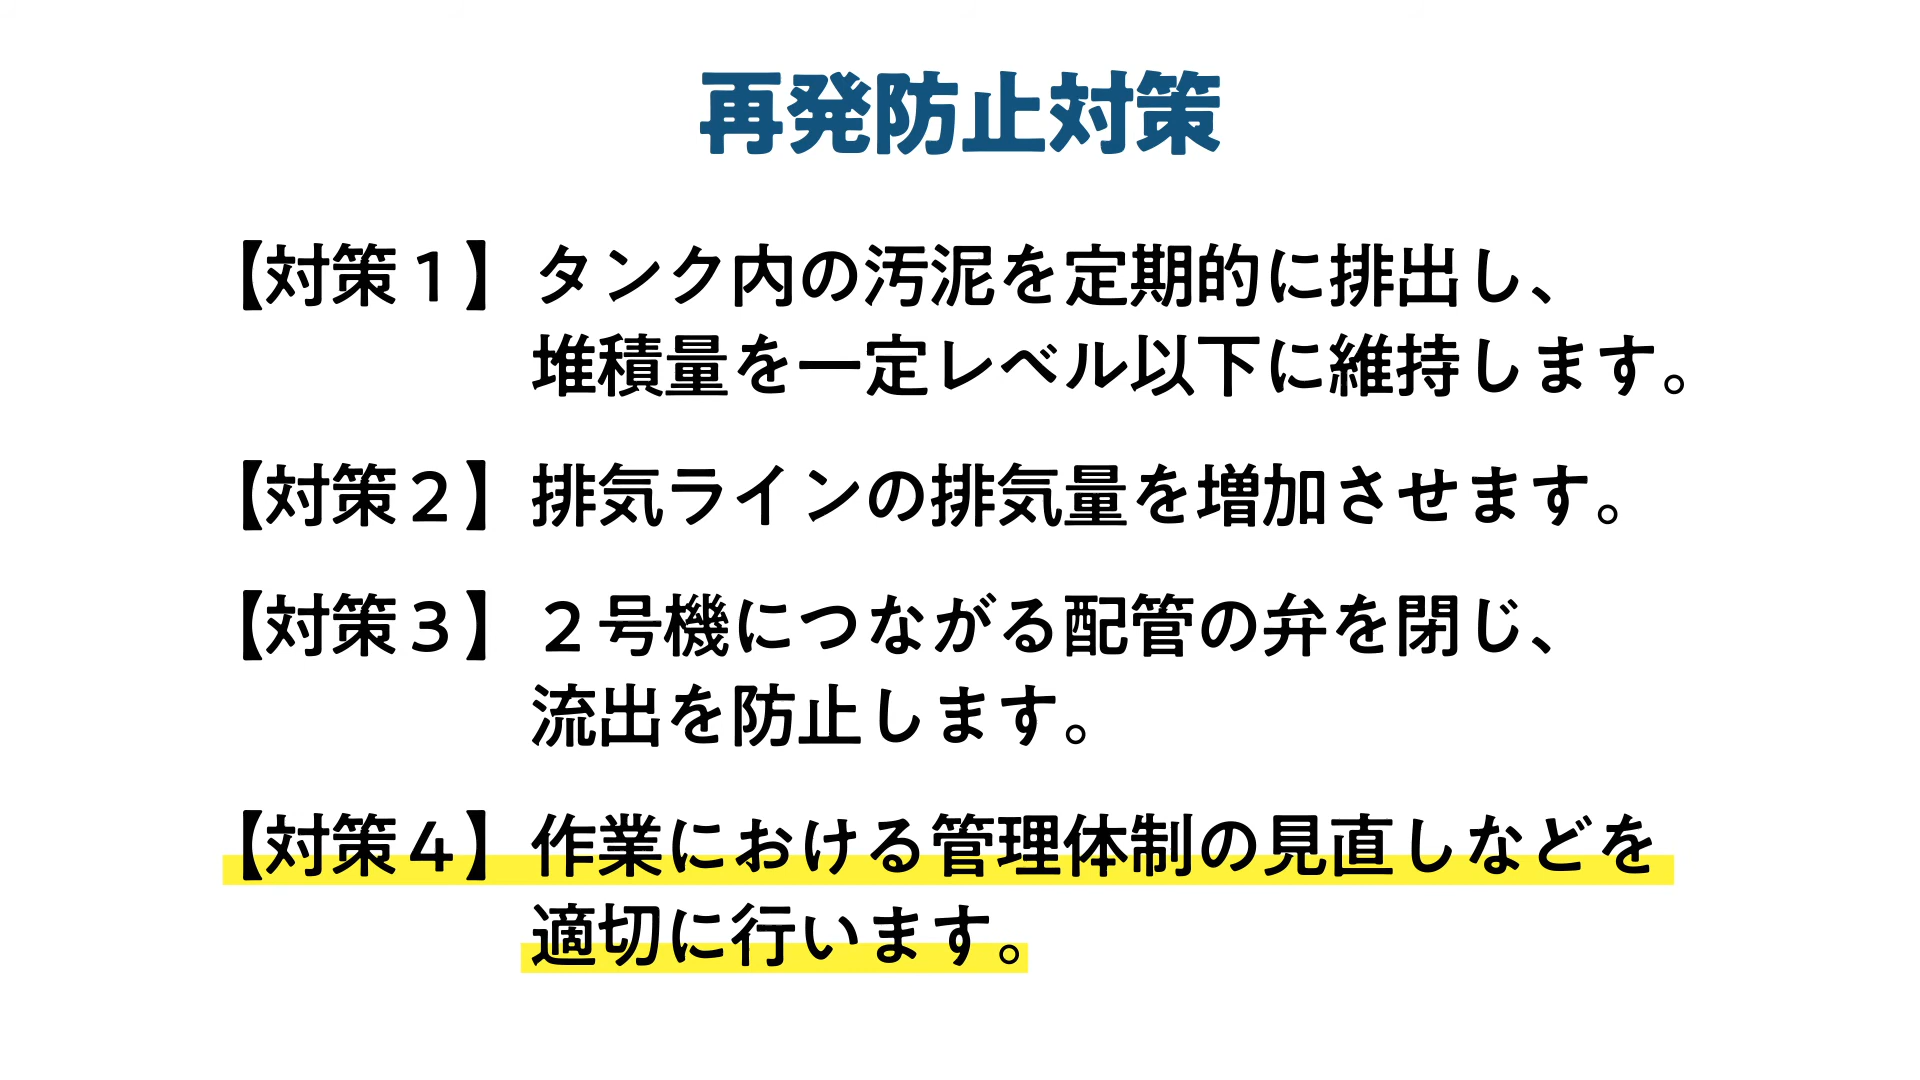 再発防止対策
【対策１】タンク内の汚泥を定期的に排出し、
堆積量を一定レベル以下に維持します。
【対策２】排気ラインの排気量を増加させます。
【対策３】２号機につながる配管の弁を閉じ、
流出を防止します。
【対策４】作業における管理体制の見直しなどを
適切に行います。